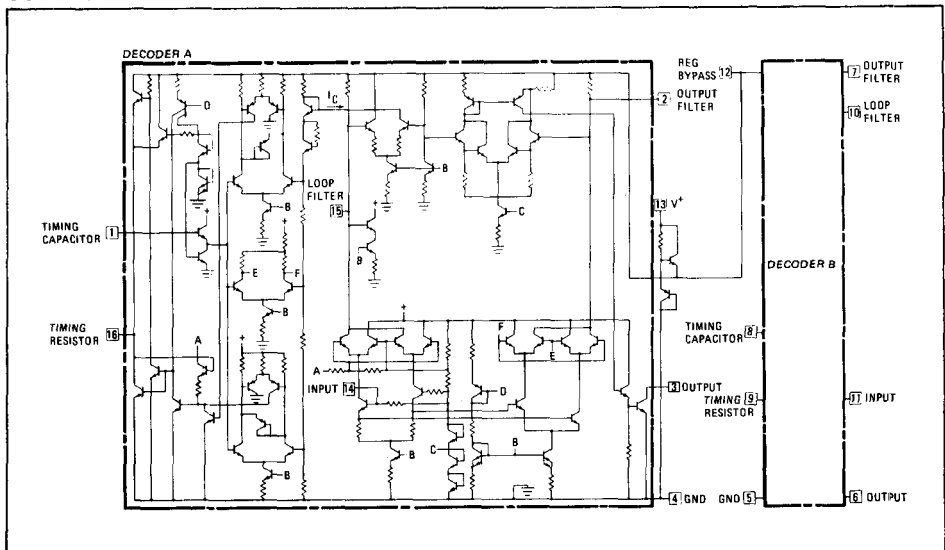 DECODER A
D
I_C
B
LOOP
FILTER
15
+
B
B
C
TIMING
CAPACITOR 1
+
+
E
F
B
TIMING
RESISTOR
16
A
+
B
A
INPUT 14
+
F
E
D
C
B
B
REG
BYPASS 12
2 OUTPUT
FILTER
13 V+
3 OUTPUT
4 GND
DECODER B
7 OUTPUT
FILTER
10 LOOP
FILTER
TIMING
CAPACITOR 8
TIMING 9
RESISTOR
11 INPUT
GND 5
6 OUTPUT